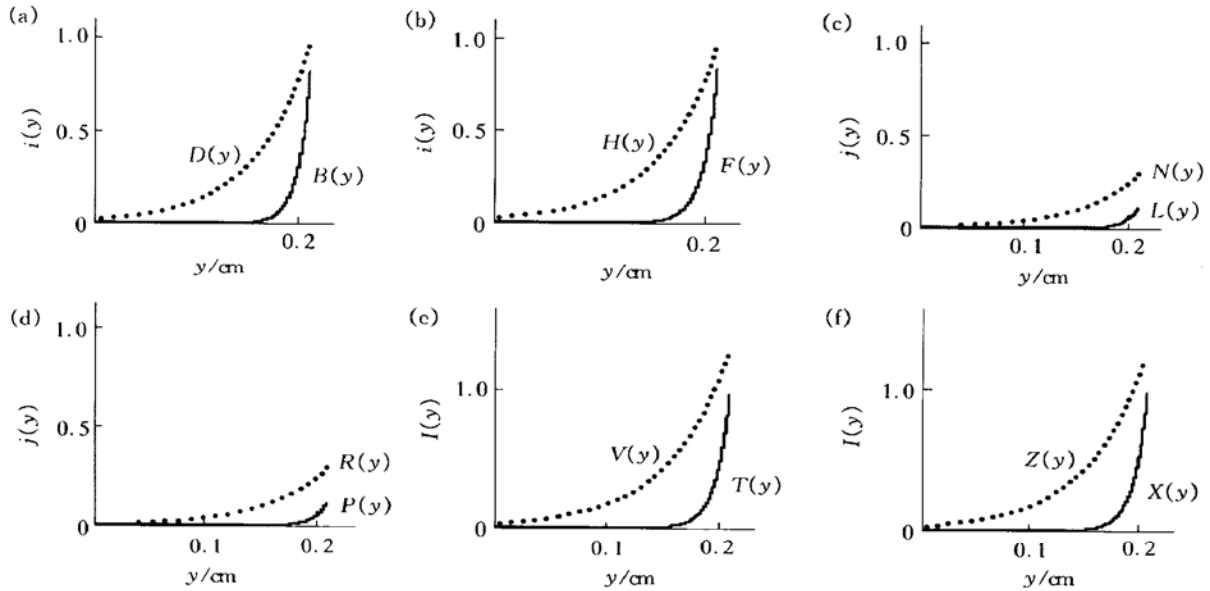 (a)
1.0
0.5
0
i(y)
D(y)
B(y)
0.2
y/cm
(b)
1.0
0.5
0
i(y)
H(y)
F(y)
0.2
y/cm
(c)
1.0
0.5
0
j(y)
N(y)
L(y)
0.1 0.2
y/cm
(d)
1.0
0.5
0
j(y)
R(y)
P(y)
0.1 0.2
y/cm
(e)
1.0
0
I(y)
V(y)
T(y)
0.1 0.2
y/cm
(f)
1.0
0
I(y)
Z(y)
X(y)
0.1 0.2
y/cm